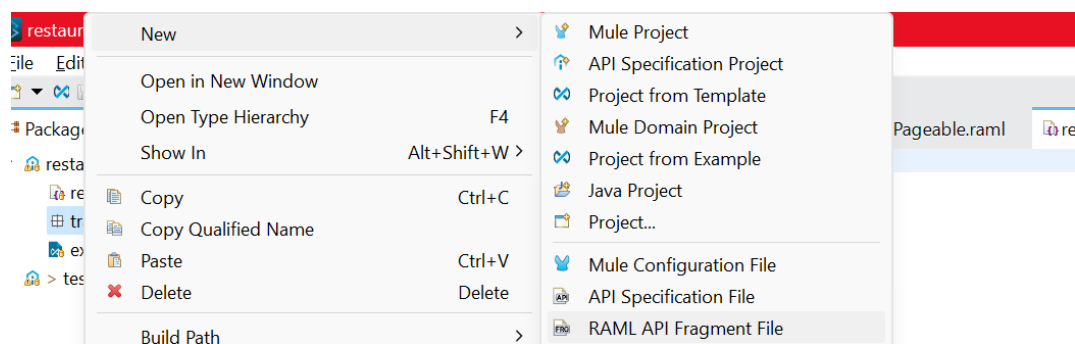 restaur
File Edit
New >
Open in New Window
Open Type Hierarchy F4
Show In Alt+Shift+W >
Copy Ctrl+C
Copy Qualified Name
Paste Ctrl+V
Delete Delete
Build Path >
Mule Project
API Specification Project
Project from Template
Mule Domain Project
Project from Example
Java Project
Project...
Mule Configuration File
API Specification File
RAML API Fragment File
Packag
resta
re
tr
ex
> tes
Pageable.raml
re